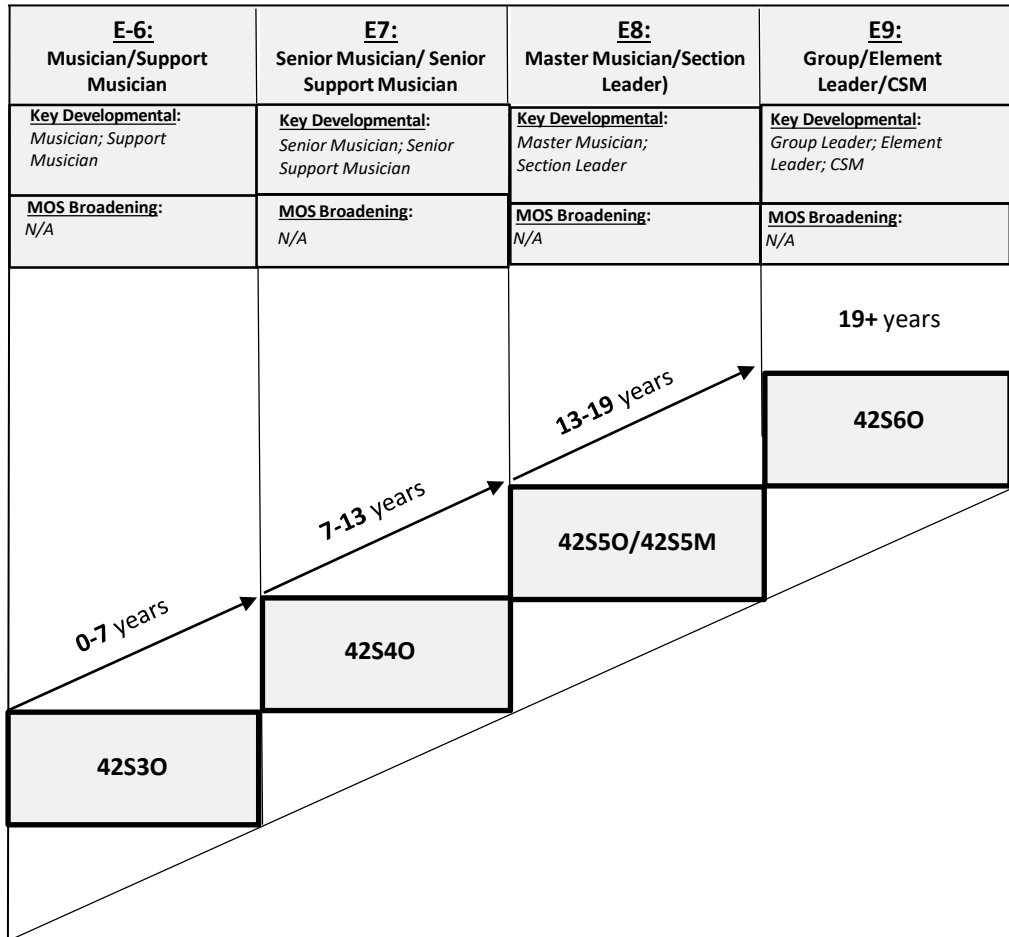 E-6:
Musician/Support
Musician
E7:
Senior Musician/ Senior
Support Musician
E8:
Master Musician/Section
Leader)
E9:
Group/Element
Leader/CSM
Key Developmental:
Musician; Support
Musician
Key Developmental:
Senior Musician; Senior
Support Musician
Key Developmental:
Master Musician;
Section Leader
Key Developmental:
Group Leader; Element
Leader; CSM
MOS Broadening:
N/A
MOS Broadening:
N/A
MOS Broadening:
N/A
MOS Broadening:
N/A
19+ years
13-19 years
42S6O
7-13 years
42S5O/42S5M
0-7 years
42S4O
42S3O